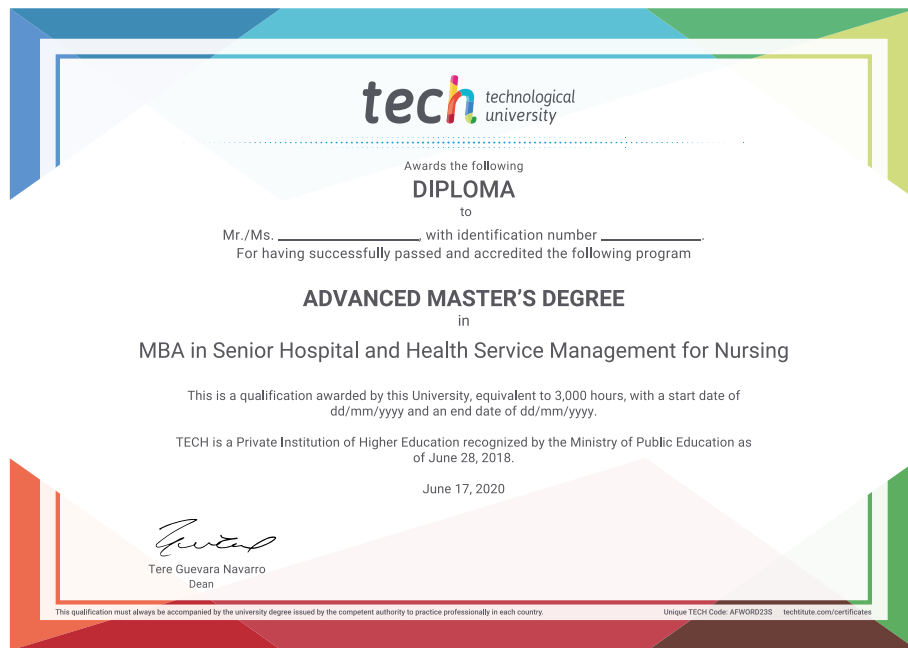 tech technological
university
Awards the following
DIPLOMA
to
Mr./Ms. ____________________, with identification number ______________.
For having successfully passed and accredited the following program
ADVANCED MASTER'S DEGREE
in
MBA in Senior Hospital and Health Service Management for Nursing
This is a qualification awarded by this University, equivalent to 3,000 hours, with a start date of
dd/mm/yyyy and an end date of dd/mm/yyyy.
TECH is a Private Institution of Higher Education recognized by the Ministry of Public Education as
of June 28, 2018.
June 17, 2020
Tere Guevara Navarro
Dean
This qualification must always be accompanied by the university degree issued by the competent authority to practice professionally in each country. Unique TECH Code: AFWORD23S techtitute.com/certificates